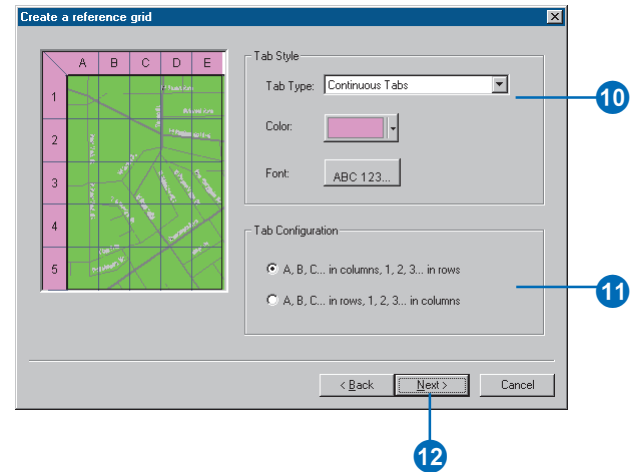 Create a reference grid
A B C D E
1
2
3
4
5
Tab Style
Tab Type: Continuous Tabs
Color:
Font: ABC 123...
Tab Configuration
A, B, C... in columns, 1, 2, 3... in rows
A, B, C... in rows, 1, 2, 3... in columns
< Back Next > Cancel
10
11
12